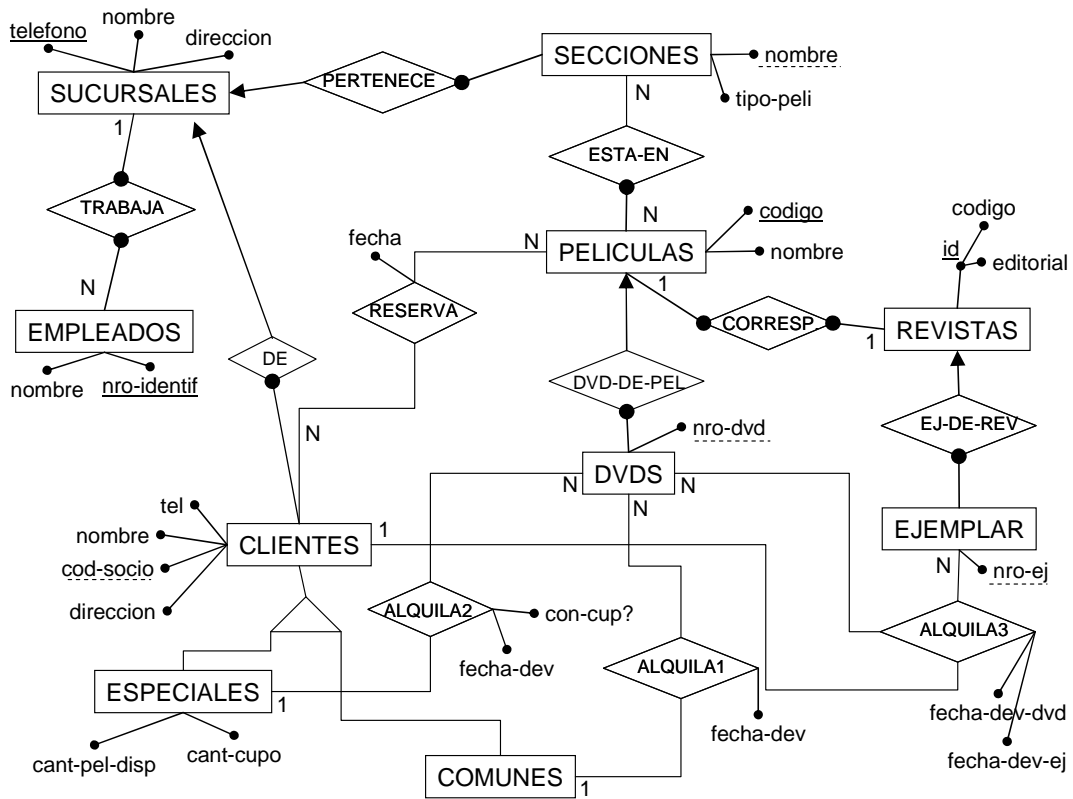 nombre
telefono
direccion
SUCURSALES
1
PERTENECE
SECCIONES
nombre
tipo-peli
N
ESTA-EN
N
TRABAJA
N
EMPLEADOS
nombre
nro-identif
fecha
RESERVA
N
PELICULAS
1
codigo
nombre
codigo
id
editorial
CORRESP.
1
REVISTAS
DE
N
DVD-DE-PEL
nro-dvd
EJ-DE-REV
DVDS
N
N
N
tel
nombre
cod-socio
direccion
CLIENTES
1
EJEMPLAR
N
nro-ej
ALQUILA2
con-cup?
fecha-dev
ALQUILA1
fecha-dev
ALQUILA3
fecha-dev-dvd
fecha-dev-ej
ESPECIALES
1
cant-pel-disp
cant-cupo
COMUNES
1